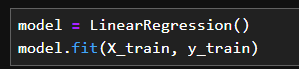 model = LinearRegression()
model.fit(X_train, y_train)